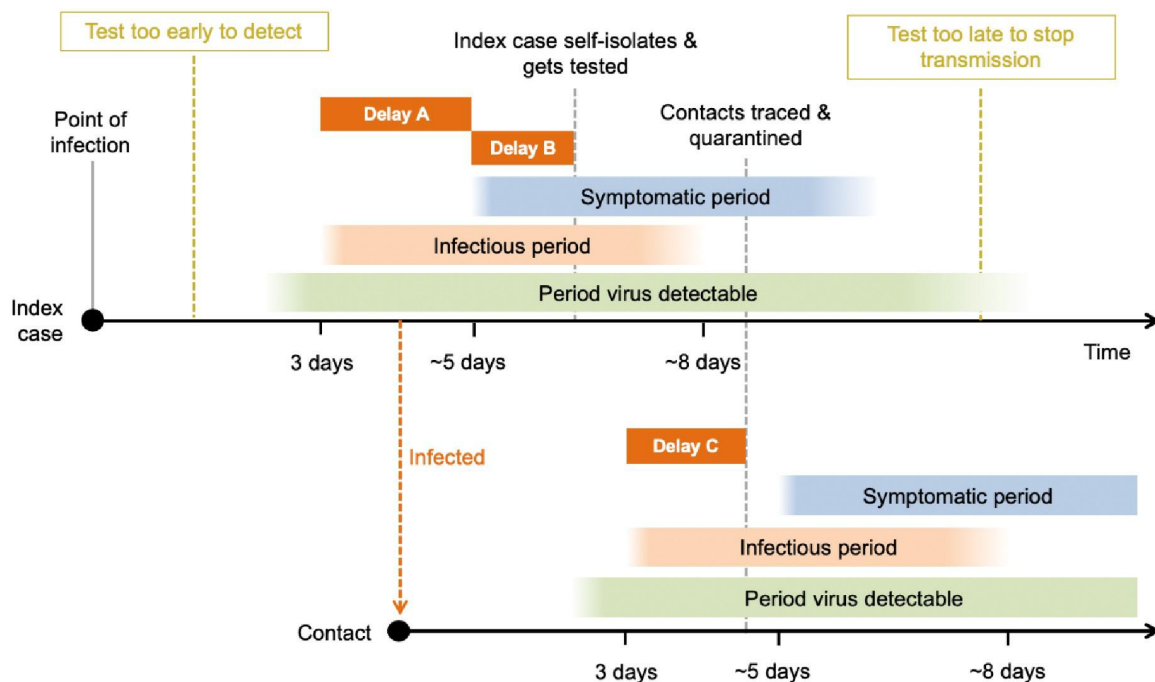 Test too early to detect
Index case self-isolates &
gets tested
Test too late to stop
transmission
Point of
infection
Delay A
Delay B
Contacts traced &
quarantined
Symptomatic period
Infectious period
Period virus detectable
Index
case
3 days
~5 days
~8 days
Time
Infected
Delay C
Symptomatic period
Infectious period
Period virus detectable
Contact
3 days
~5 days
~8 days